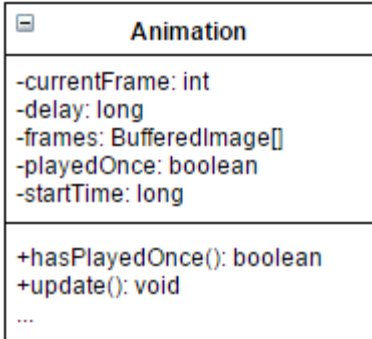 Animation
-currentFrame: int
-delay: long
-frames: BufferedImage[]
-playedOnce: boolean
-startTime: long
+hasPlayedOnce(): boolean
+update(): void
...